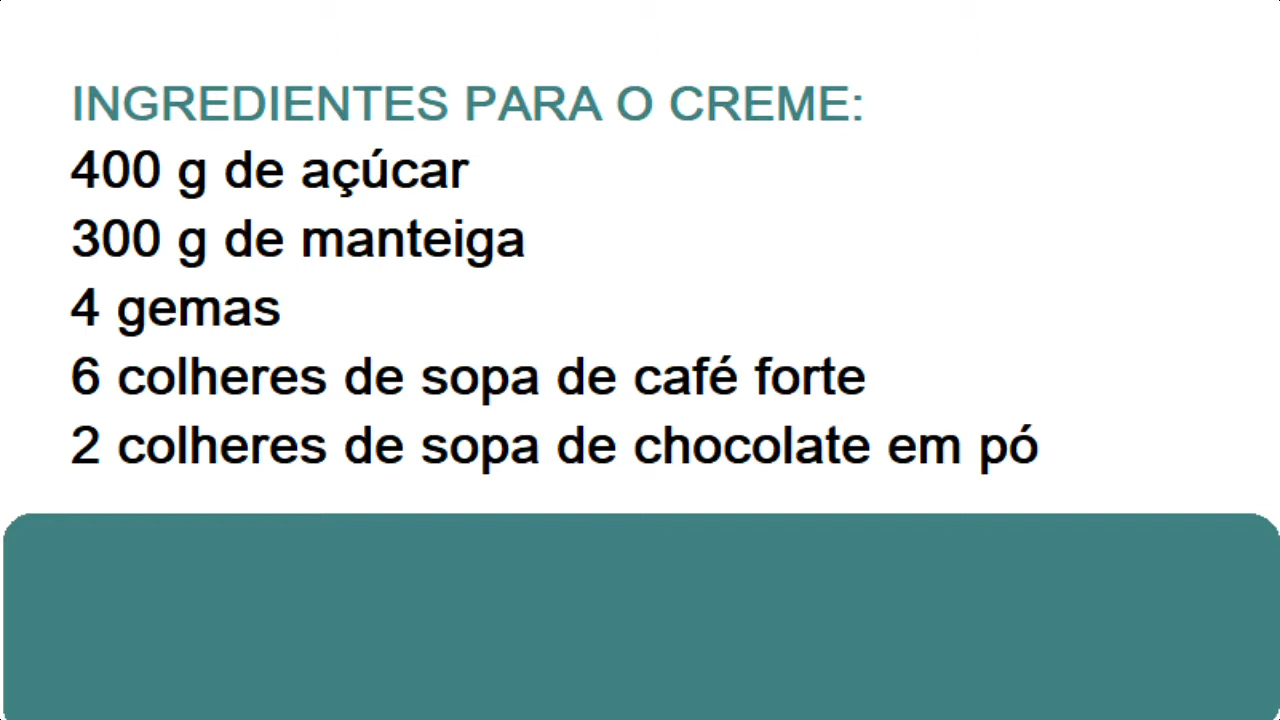 INGREDIENTES PARA O CREME:
400 g de açúcar
300 g de manteiga
4 gemas
6 colheres de sopa de café forte
2 colheres de sopa de chocolate em pó